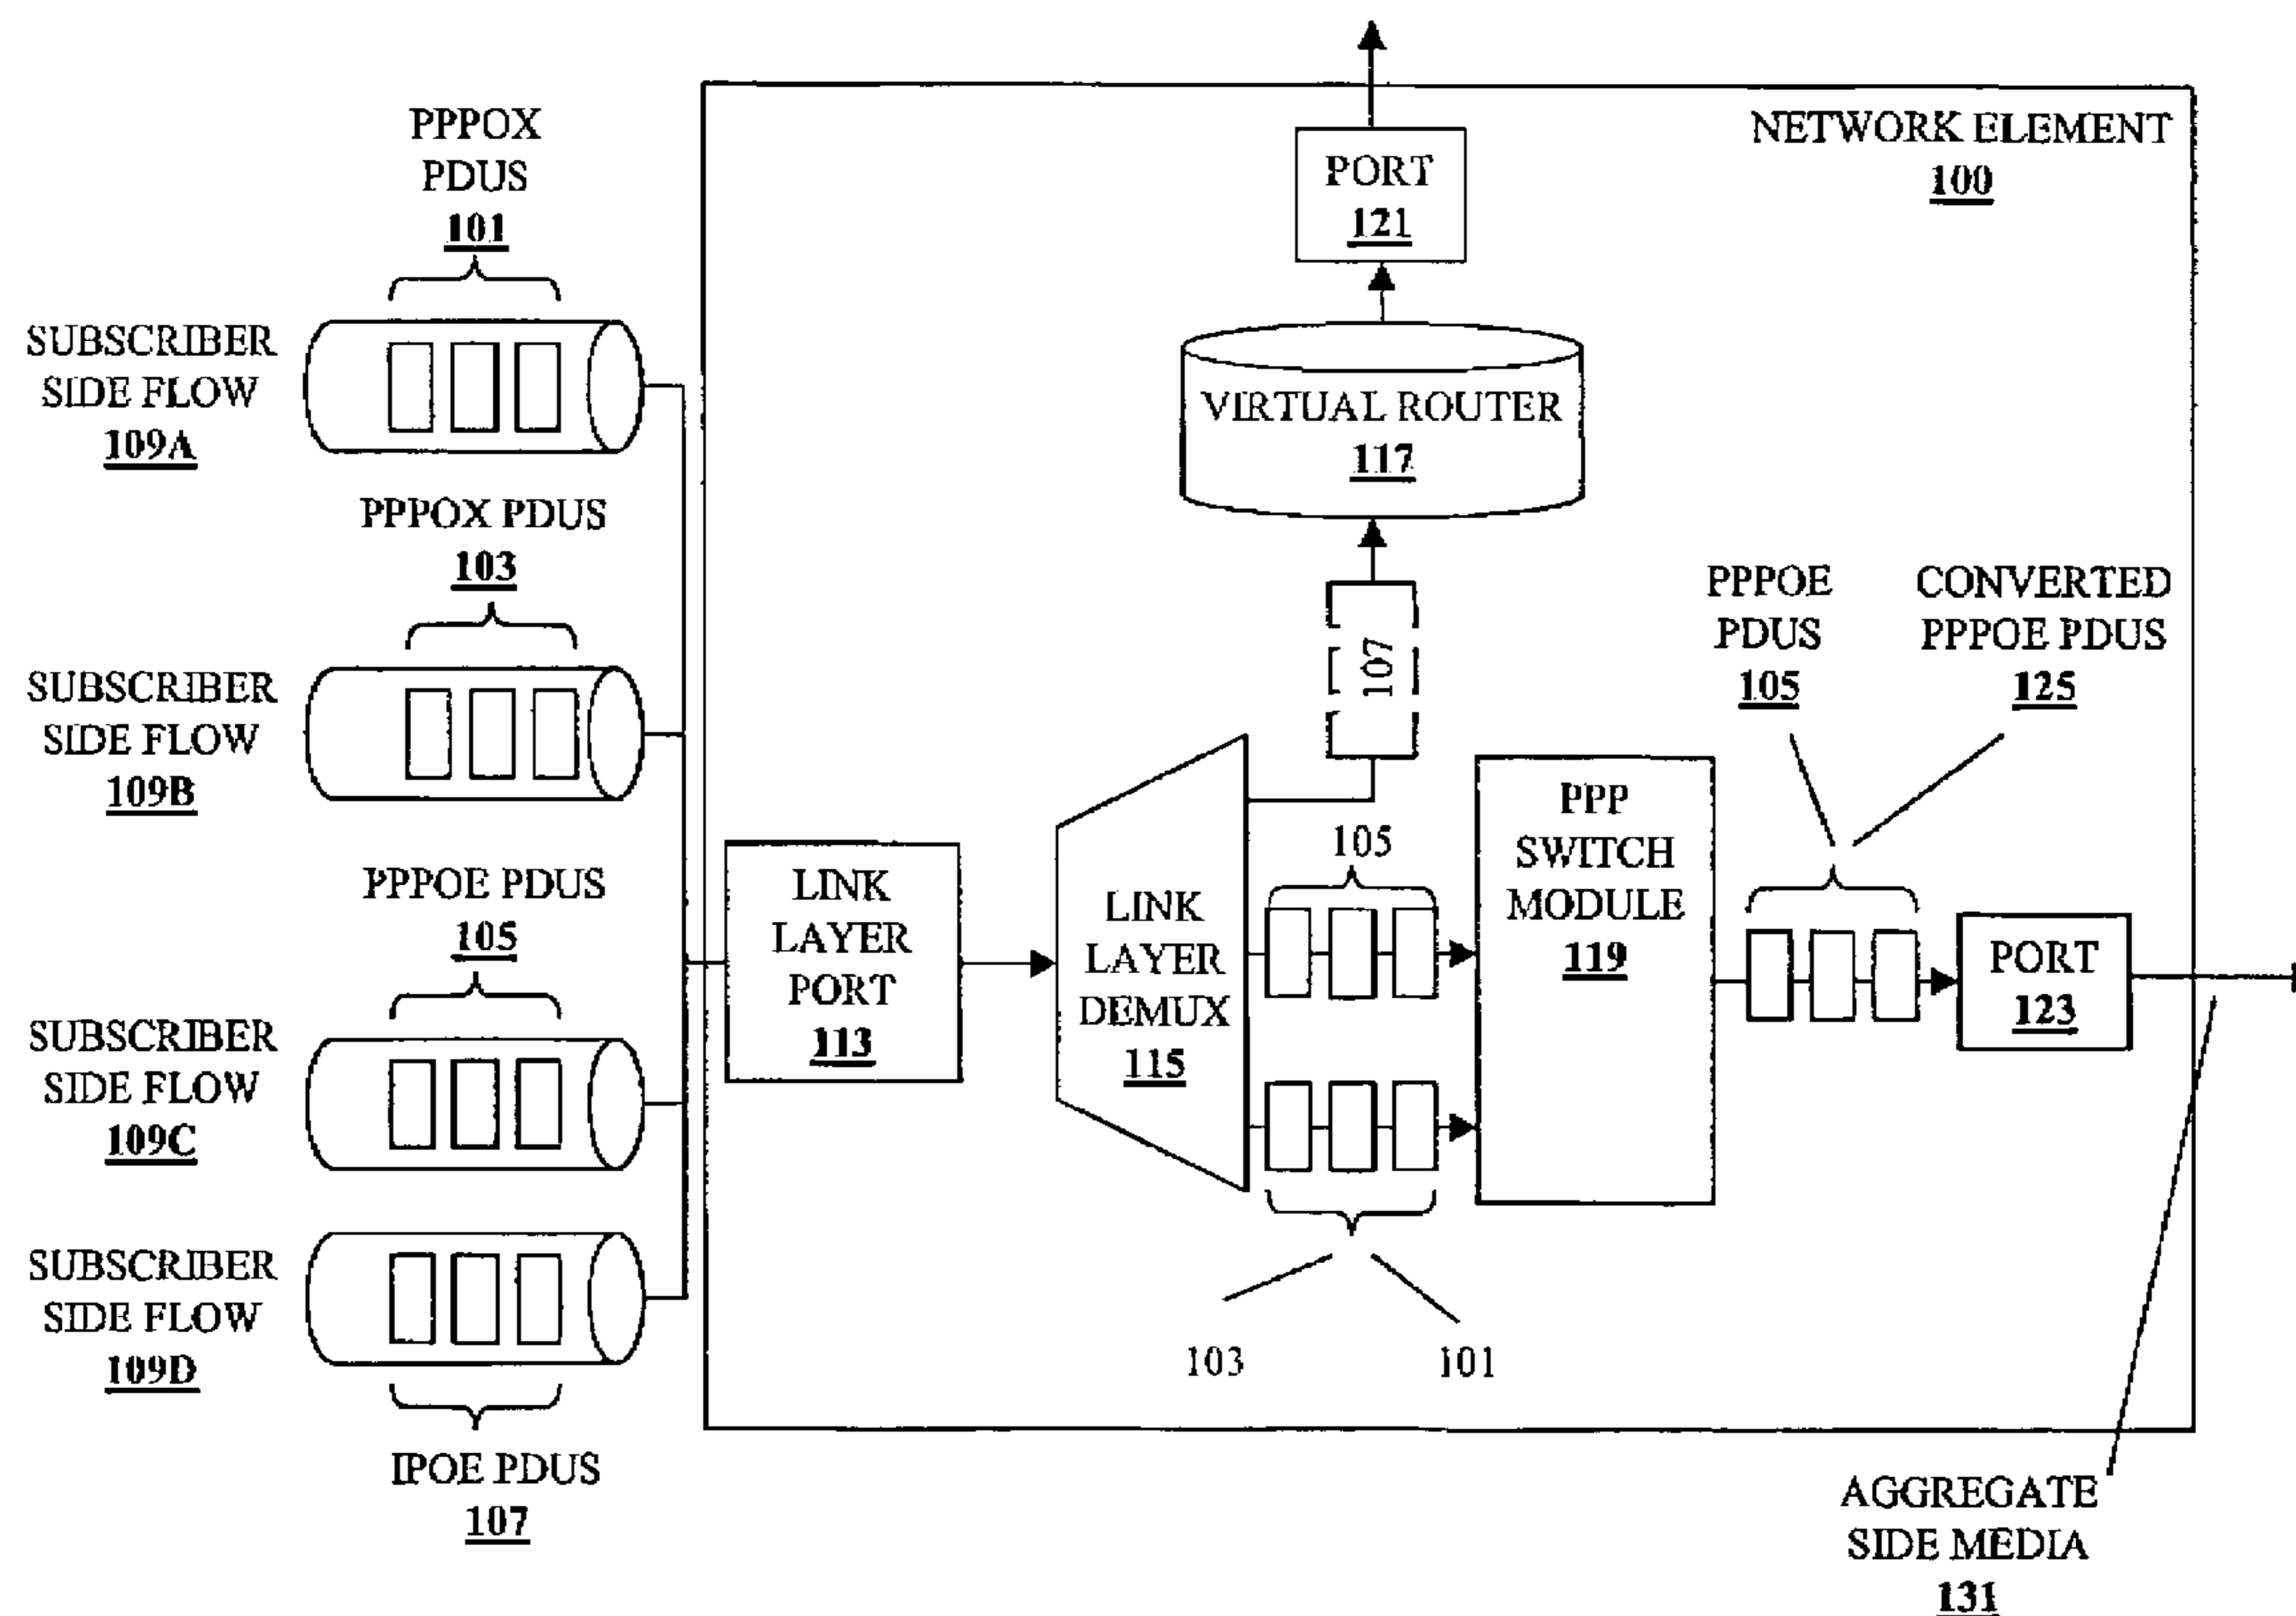 PPPOX
PDUS
101
SUBSCRIBER
SIDE FLOW
109A
PPPOX PDUS
103
SUBSCRIBER
SIDE FLOW
109B
PPPOE PDUS
105
SUBSCRIBER
SIDE FLOW
109C
SUBSCRIBER
SIDE FLOW
109D
IPOE PDUS
107
NETWORK ELEMENT
100
PORT
121
VIRTUAL ROUTER
117
107
LINK
LAYER
PORT
113
LINK
LAYER
DEMUX
115
105
103
101
PPP
SWITCH
MODULE
119
PPPOE
PDUS
105
CONVERTED
PPPOE PDUS
125
PORT
123
AGGREGATE
SIDE MEDIA
131